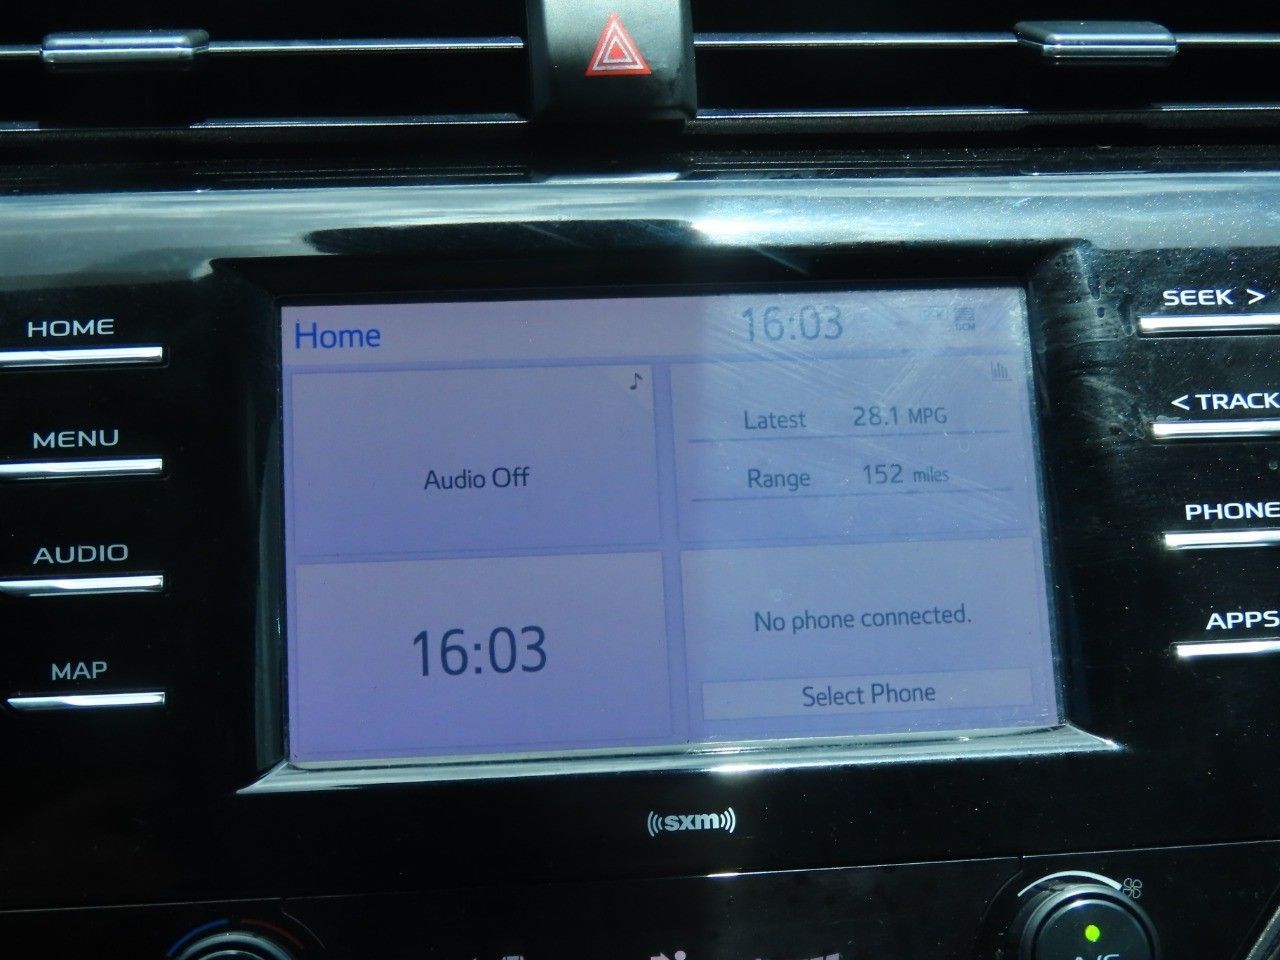 HOME
MENU
AUDIO
MAP
Home
16:03
DCM
Audio Off
Latest 28.1 MPG
Range 152 miles
16:03
No phone connected.
Select Phone
SEEK >
< TRACK
PHONE
APPS
sxm
A/C